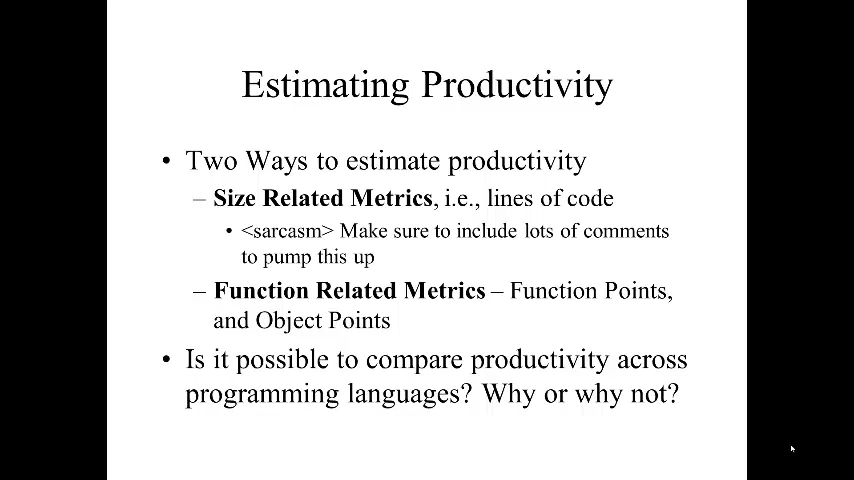 Estimating Productivity
• Two Ways to estimate productivity
– Size Related Metrics, i.e., lines of code
• <sarcasm> Make sure to include lots of comments
to pump this up
– Function Related Metrics – Function Points,
and Object Points
• Is it possible to compare productivity across
programming languages? Why or why not?